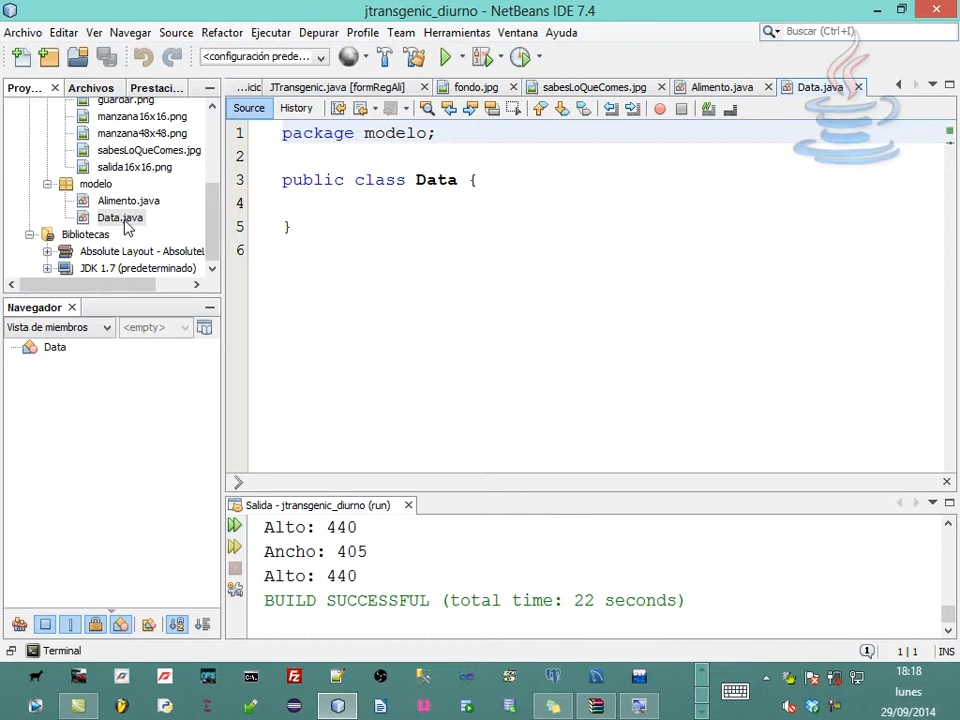 jtransgenic_diurno - NetBeans IDE 7.4
Archivo Editar Ver Navegar Source Refactor Ejecutar Depurar Profile Team Herramientas Ventana Ayuda
Buscar (Ctrl+I)
<configuración prede...
Proy... Archivos Prestaci...
...icic JTransgenic.java [formRegAli] fondo.jpg sabesLoQueComes.jpg Alimento.java Data.java
Source History
guardar.png
manzana16x16.png
manzana48x48.png
sabesLoQueComes.jpg
salida16x16.png
modelo
Alimento.java
Data.java
Bibliotecas
Absolute Layout - AbsoluteL
JDK 1.7 (predeterminado)
1 package modelo;
2
3 public class Data {
4
5 }
6
Navegador
Vista de miembros <empty>
Data
Salida - jtransgenic_diurno (run)
Alto: 440
Ancho: 405
Alto: 440
BUILD SUCCESSFUL (total time: 22 seconds)
Terminal
1 1 | 1 INS
18:18
lunes
29/09/2014